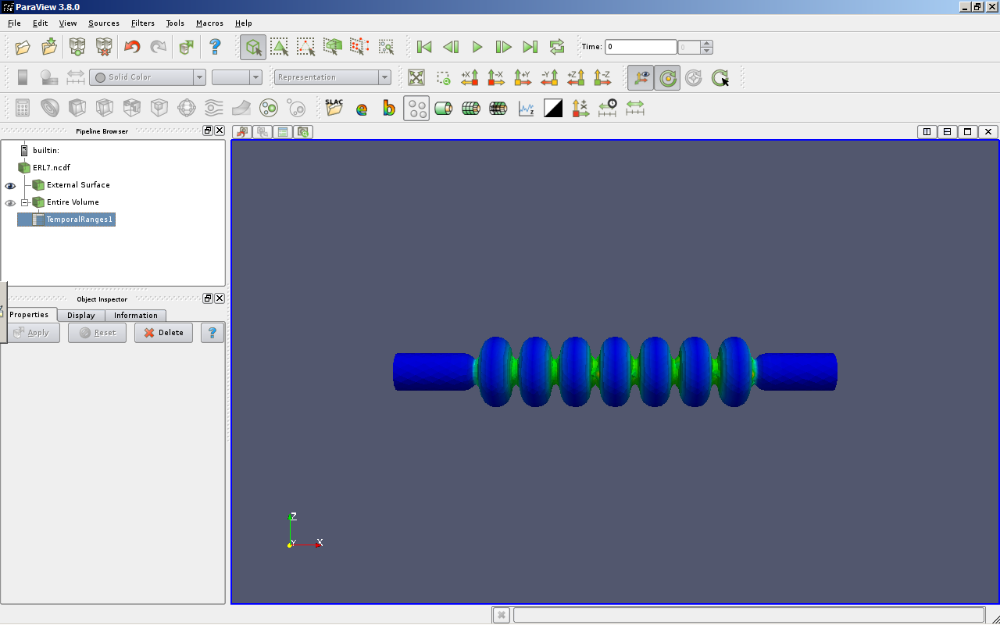 ParaView 3.8.0
File Edit View Sources Filters Tools Macros Help
? Time: 0 0
Solid Color Representation +X -X +Y -Y +Z -Z
SLAC e b
Pipeline Browser
builtin:
ERL7.ncdf
External Surface
Entire Volume
TemporalRanges1
Object Inspector
Properties Display Information
Apply Reset Delete ?
Z
Y X